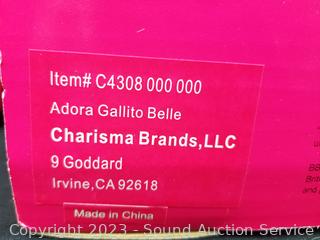 Item# C4308 000 000
Adora Gallito Belle
Charisma Brands,LLC
9 Goddard
Irvine,CA 92618
Made in China
Copyright 2023 - Sound Auction Service